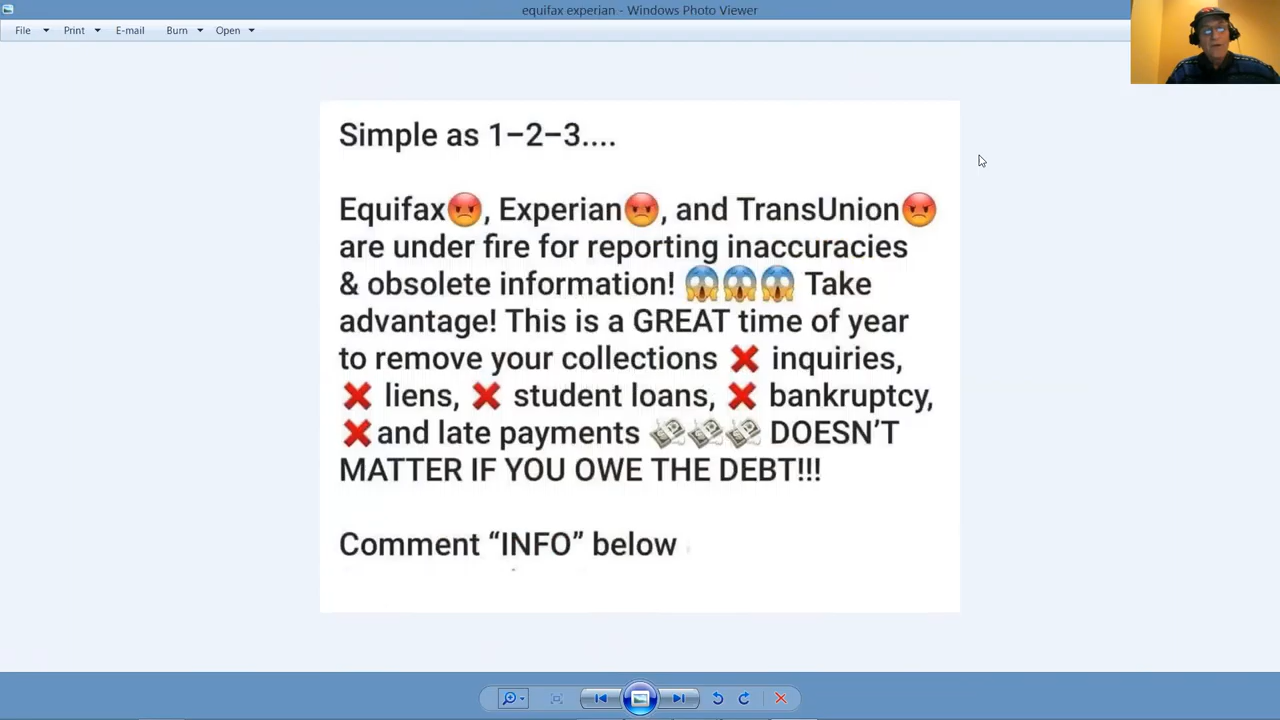 equifax experian - Windows Photo Viewer
File Print E-mail Burn Open
Simple as 1–2–3....
Equifax😡, Experian😡, and TransUnion😡
are under fire for reporting inaccuracies
& obsolete information! 😱😱😱 Take
advantage! This is a GREAT time of year
to remove your collections ❌ inquiries,
❌ liens, ❌ student loans, ❌ bankruptcy,
❌and late payments 💸💸💸 DOESN’T
MATTER IF YOU OWE THE DEBT!!!
Comment “INFO” below